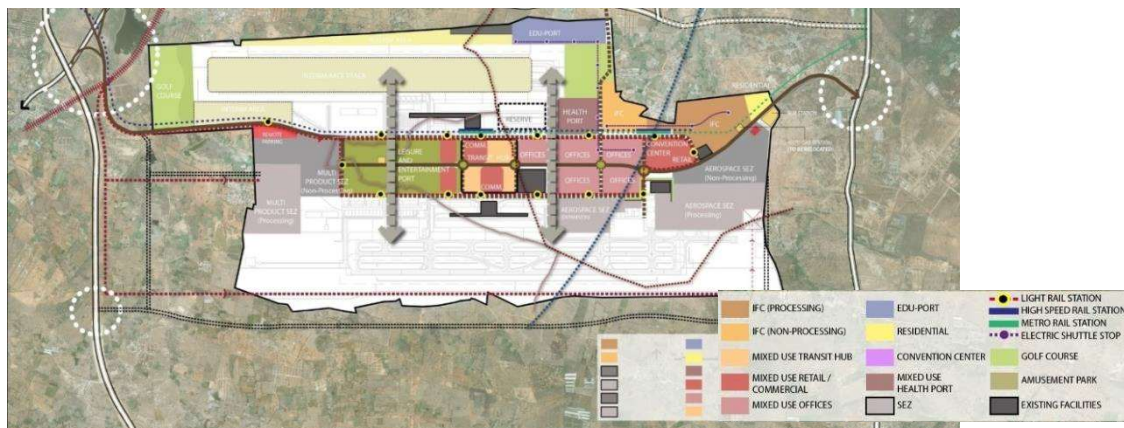 EDU-PORT
GOLF
COURSE
RESIDENTIAL
RESERVE
HEALTH
PORT
IFC
IFC
REMOTE
PARKING
COMM.
TRANSIT HUB
COMM.
LEISURE
AND
ENTERTAINMENT
PORT
OFFICES
OFFICES
OFFICES
OFFICES
OFFICES
CONVENTION
CENTER
RETAIL
MULTI
PRODUCT SEZ
(Non-Processing)
MULTI
PRODUCT SEZ
(Processing)
AEROSPACE SEZ
(Non-Processing)
AEROSPACE SEZ
AEROSPACE SEZ
(Processing)
IFC (PROCESSING)
IFC (NON-PROCESSING)
MIXED USE TRANSIT HUB
MIXED USE RETAIL /
COMMERCIAL
MIXED USE OFFICES
EDU-PORT
RESIDENTIAL
CONVENTION CENTER
MIXED USE
HEALTH PORT
SEZ
LIGHT RAIL STATION
HIGH SPEED RAIL STATION
METRO RAIL STATION
ELECTRIC SHUTTLE STOP
GOLF COURSE
AMUSEMENT PARK
EXISTING FACILITIES